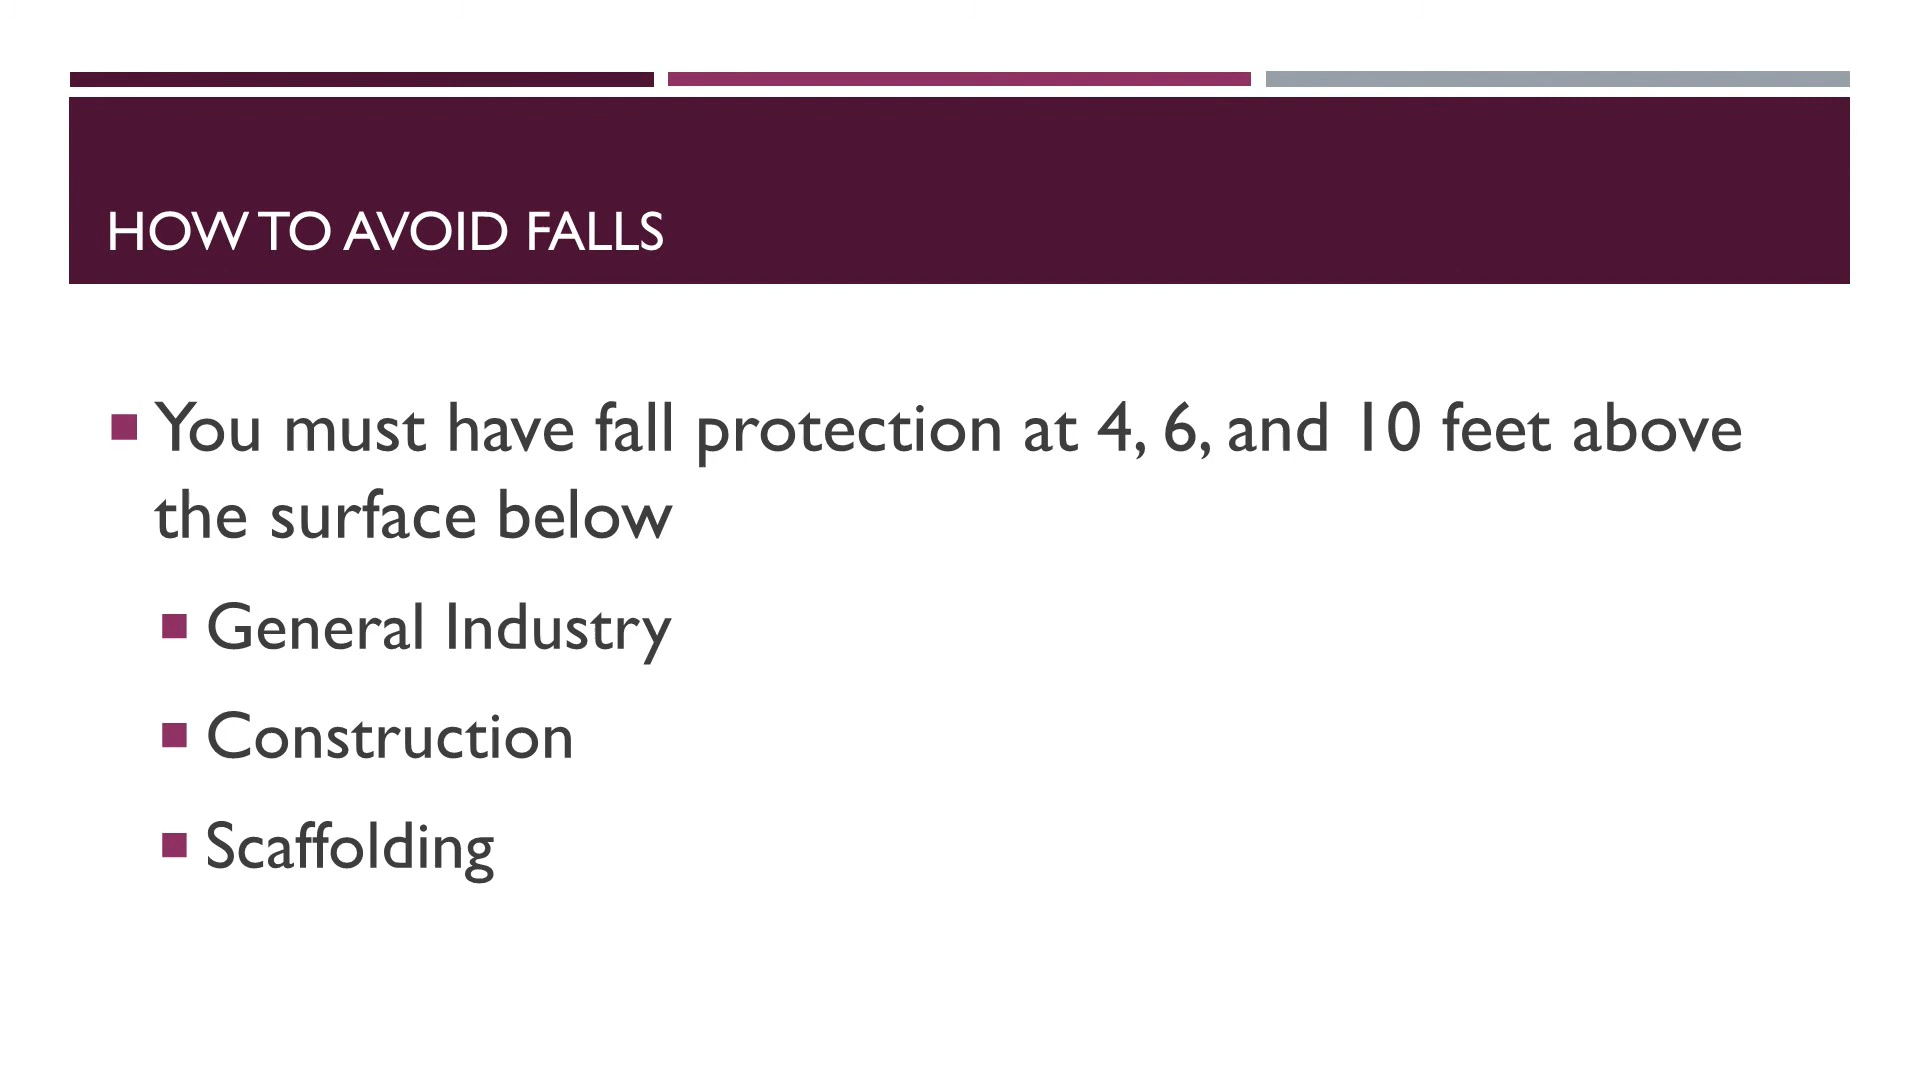 HOW TO AVOID FALLS
You must have fall protection at 4, 6, and 10 feet above
the surface below
General Industry
Construction
Scaffolding